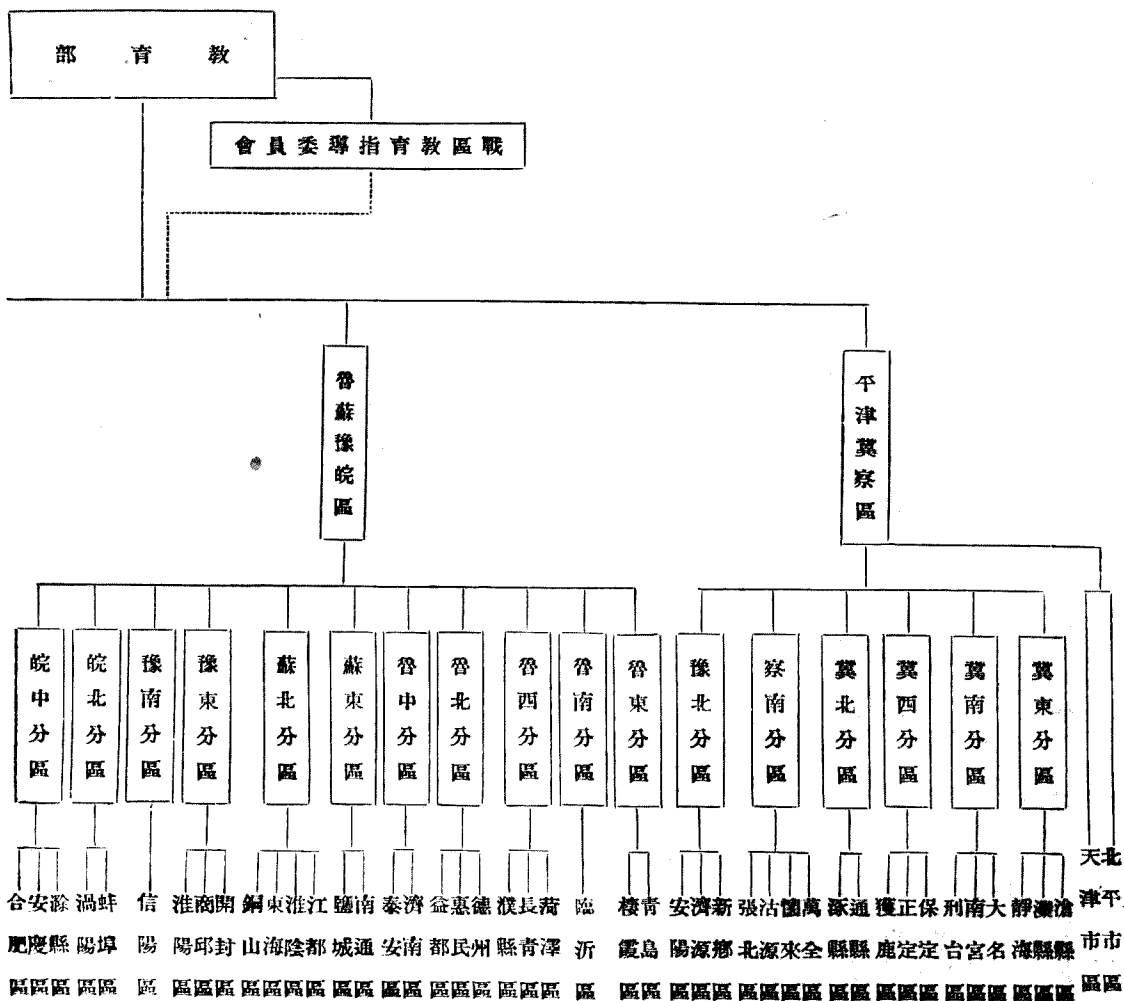 教育部
戰區教育指導委員會
平津冀察區
魯蘇豫皖區
冀東分區
冀南分區
冀西分區
冀北分區
察南分區
豫北分區
魯東分區
魯南分區
魯西分區
魯北分區
魯中分區
蘇東分區
蘇北分區
豫東分區
豫南分區
皖北分區
皖中分區
北平市區
天津市區
滄縣區
灤縣區
靜海區
大名區
南宮區
刑台區
保定區
正定區
獲鹿區
通縣區
涿縣區
萬全區
沽源區
張北區
新鄉區
濟源區
安陽區
青島區
棲霞區
臨沂區
菏澤區
長青區
濮縣區
德州區
惠民區
益都區
濟南區
泰安區
南通區
鹽城區
江都區
淮陰區
東海區
銅山區
開封區
商邱區
淮陽區
信陽區
蚌埠區
渦陽區
滁縣區
安慶區
合肥區